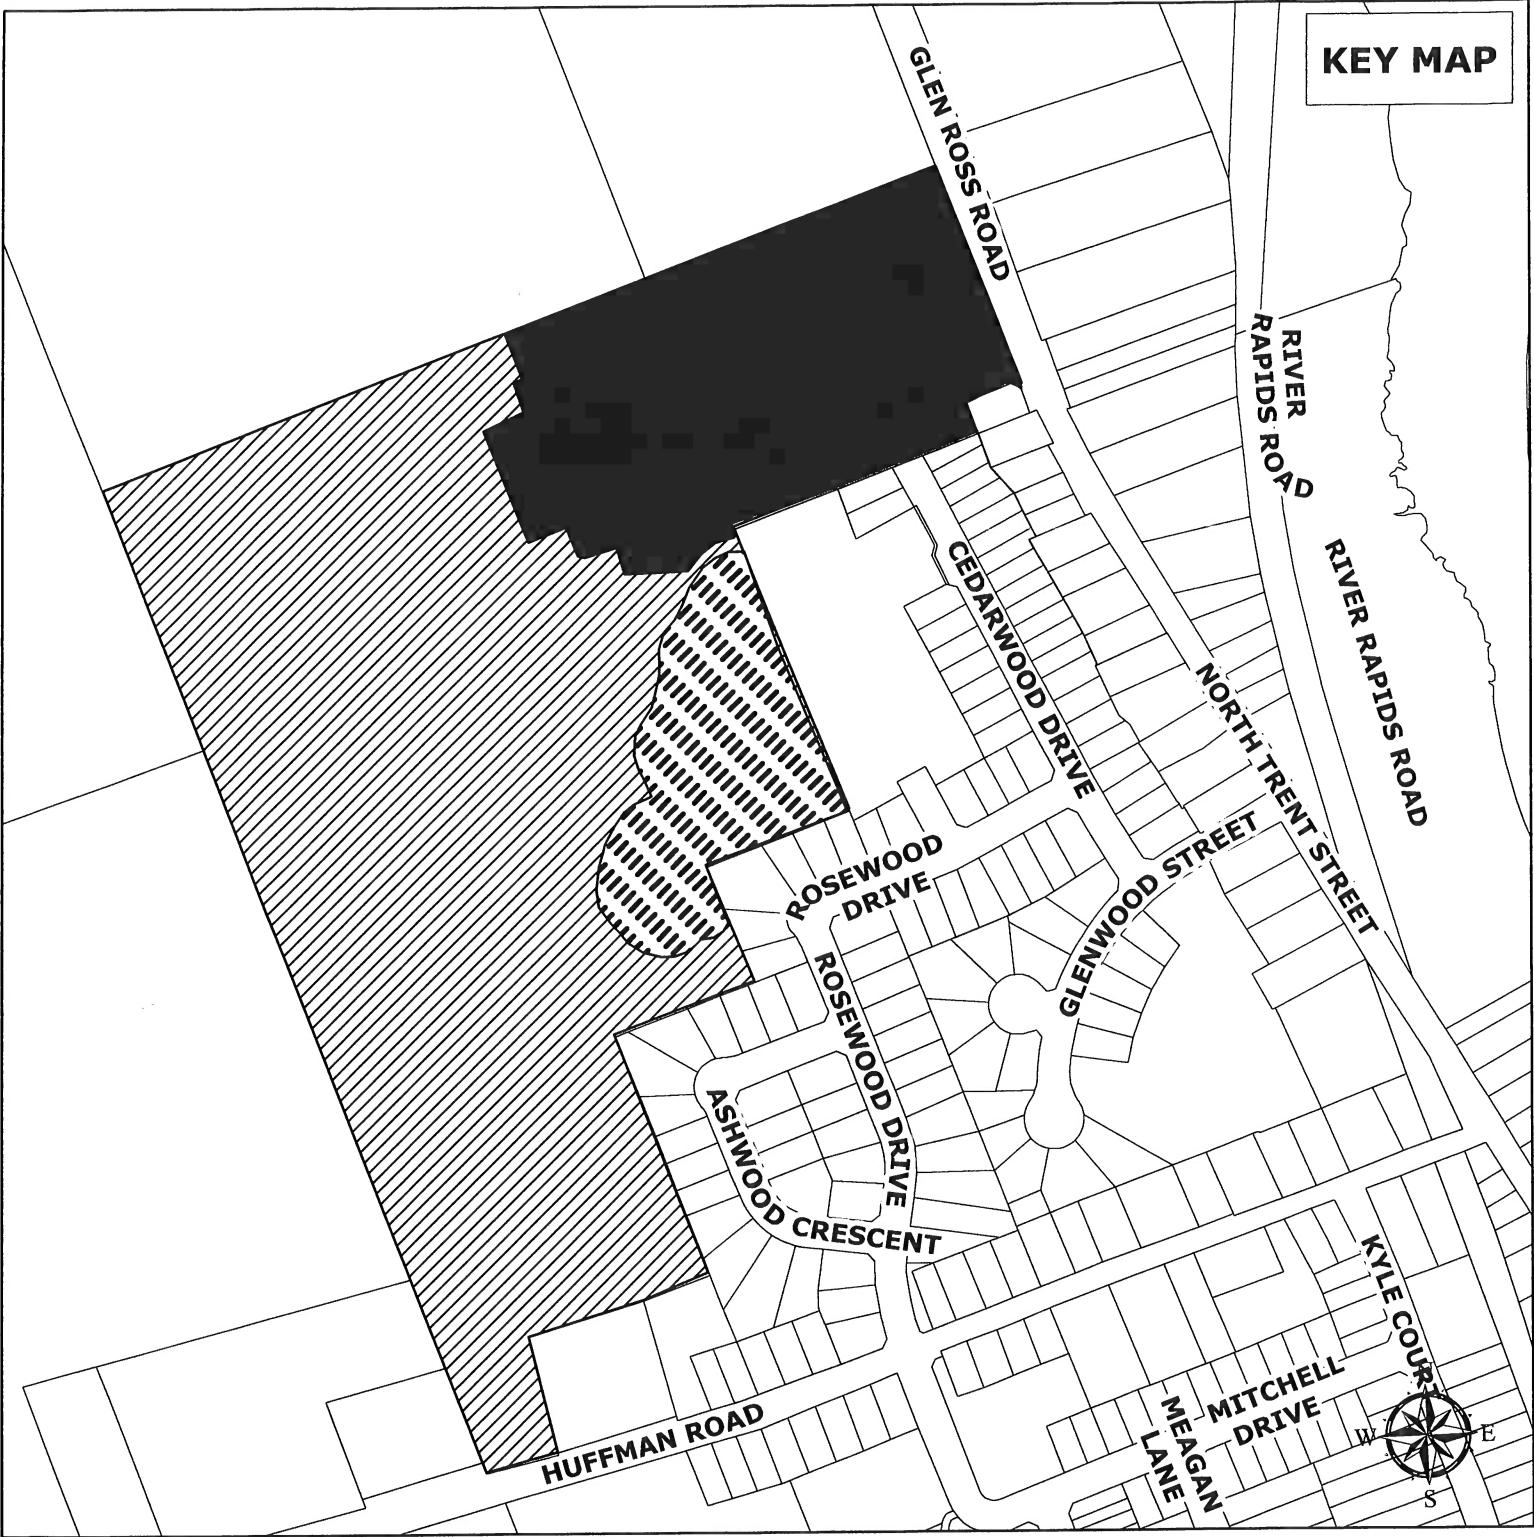 KEY MAP
GLEN ROSS ROAD
RIVER
RAPIDS ROAD
RIVER RAPIDS ROAD
CEDARWOOD DRIVE
NORTH TRENT STREET
ROSEWOOD
DRIVE
GLENWOOD STREET
ROSEWOOD DRIVE
ASHWOOD CRESCENT
KYLE COURT
MITCHELL
DRIVE
MEAGAN
LANE
HUFFMAN ROAD
W
E
S